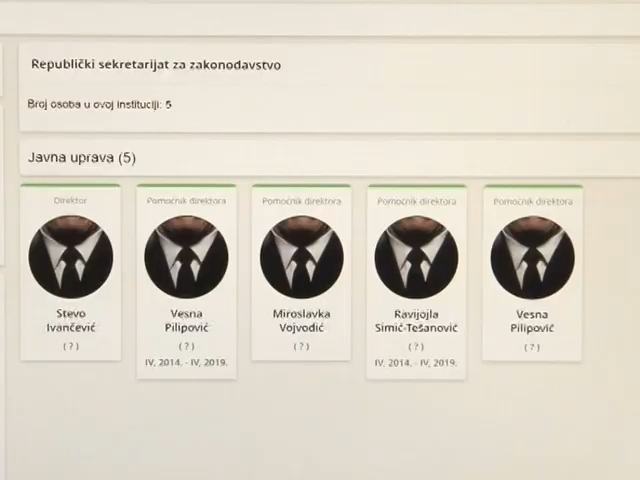 Republički sekretarijat za zakonodavstvo
Broj osoba u ovoj instituciji: 5
Javna uprava (5)
Direktor
Stevo
Ivančević
( ? )
Pomoćnik direktora
Vesna
Pilipović
( ? )
IV, 2014. - IV, 2019.
Pomoćnik direktora
Miroslavka
Vojvodić
( ? )
Pomoćnik direktora
Ravijojla
Simić-Tešanović
( ? )
IV, 2014. - IV, 2019.
Pomoćnik direktora
Vesna
Pilipović
( ? )